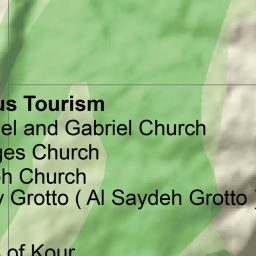 us Tourism
el and Gabriel Church
ges Church
h Church
y Grotto ( Al Saydeh Grotto )
of Kour